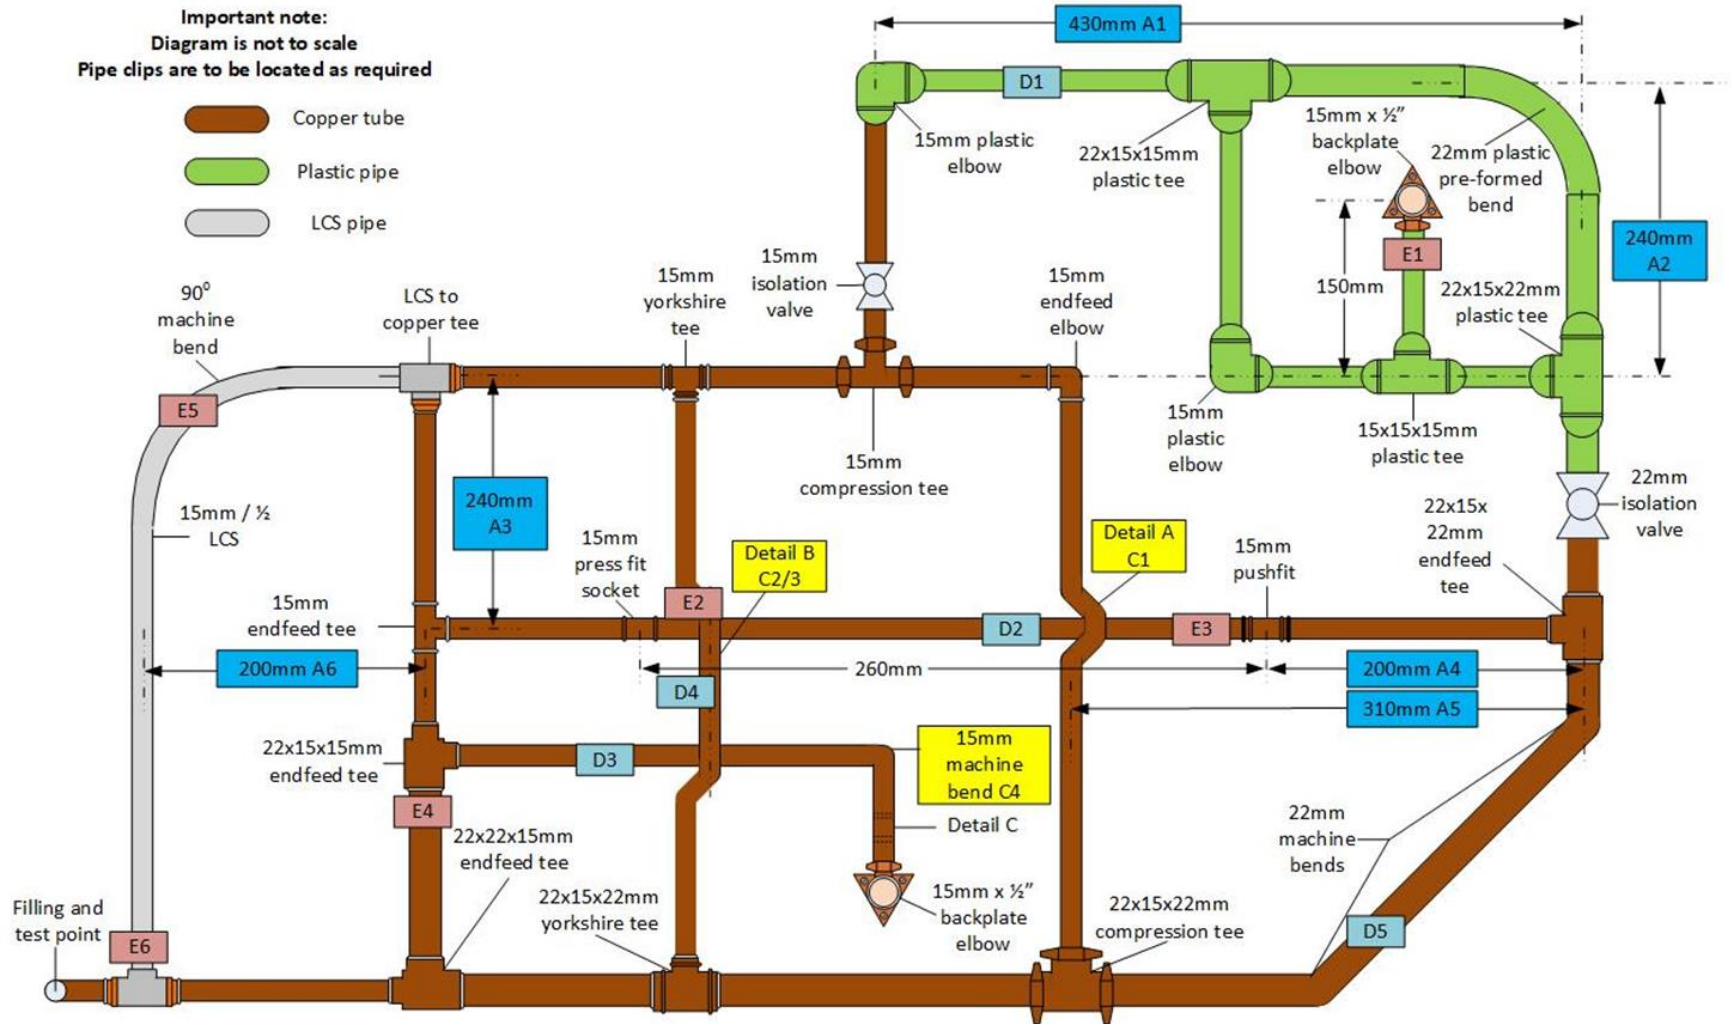 Important note:
Diagram is not to scale
Pipe clips are to be located as required
Copper tube
Plastic pipe
LCS pipe
430mm A1
D1
15mm plastic
elbow
22x15x15mm
plastic tee
15mm x ½”
backplate
elbow
22mm plastic
pre-formed
bend
240mm
A2
E1
150mm
22x15x22mm
plastic tee
15mm
isolation
valve
15mm
yorkshire
tee
15mm
endfeed
elbow
90⁰
machine
bend
LCS to
copper tee
E5
15mm
plastic
elbow
15x15x15mm
plastic tee
15mm
compression tee
22mm
isolation
valve
15mm / ½
LCS
240mm
A3
15mm
press fit
socket
Detail B
C2/3
Detail A
C1
15mm
pushfit
22x15x
22mm
endfeed
tee
15mm
endfeed tee
E2
D2
E3
200mm A6
260mm
200mm A4
D4
310mm A5
22x15x15mm
endfeed tee
D3
15mm
machine
bend C4
E4
Detail C
22mm
machine
bends
22x22x15mm
endfeed tee
22x15x22mm
yorkshire tee
15mm x ½”
backplate
elbow
22x15x22mm
compression tee
Filling and
test point
E6
D5